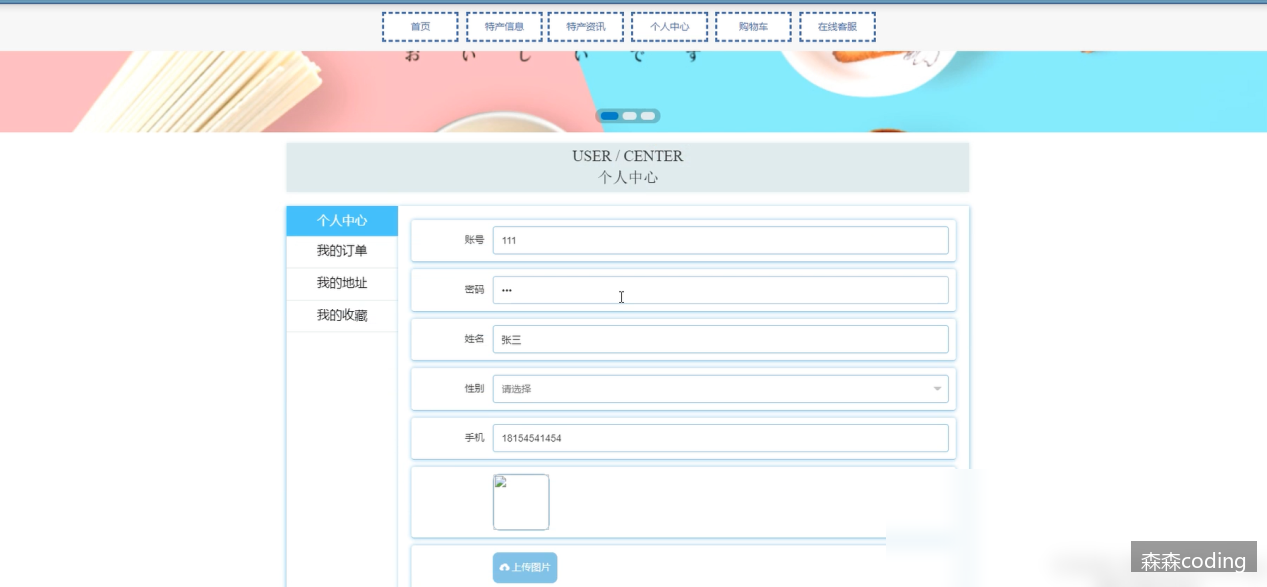 首页 特产信息 特产资讯 个人中心 购物车 在线客服
おいしいです
USER / CENTER
个人中心
个人中心
我的订单
我的地址
我的收藏
账号 111
密码 •••
姓名 张三
性别 请选择
手机 18154541454
上传图片
森森coding